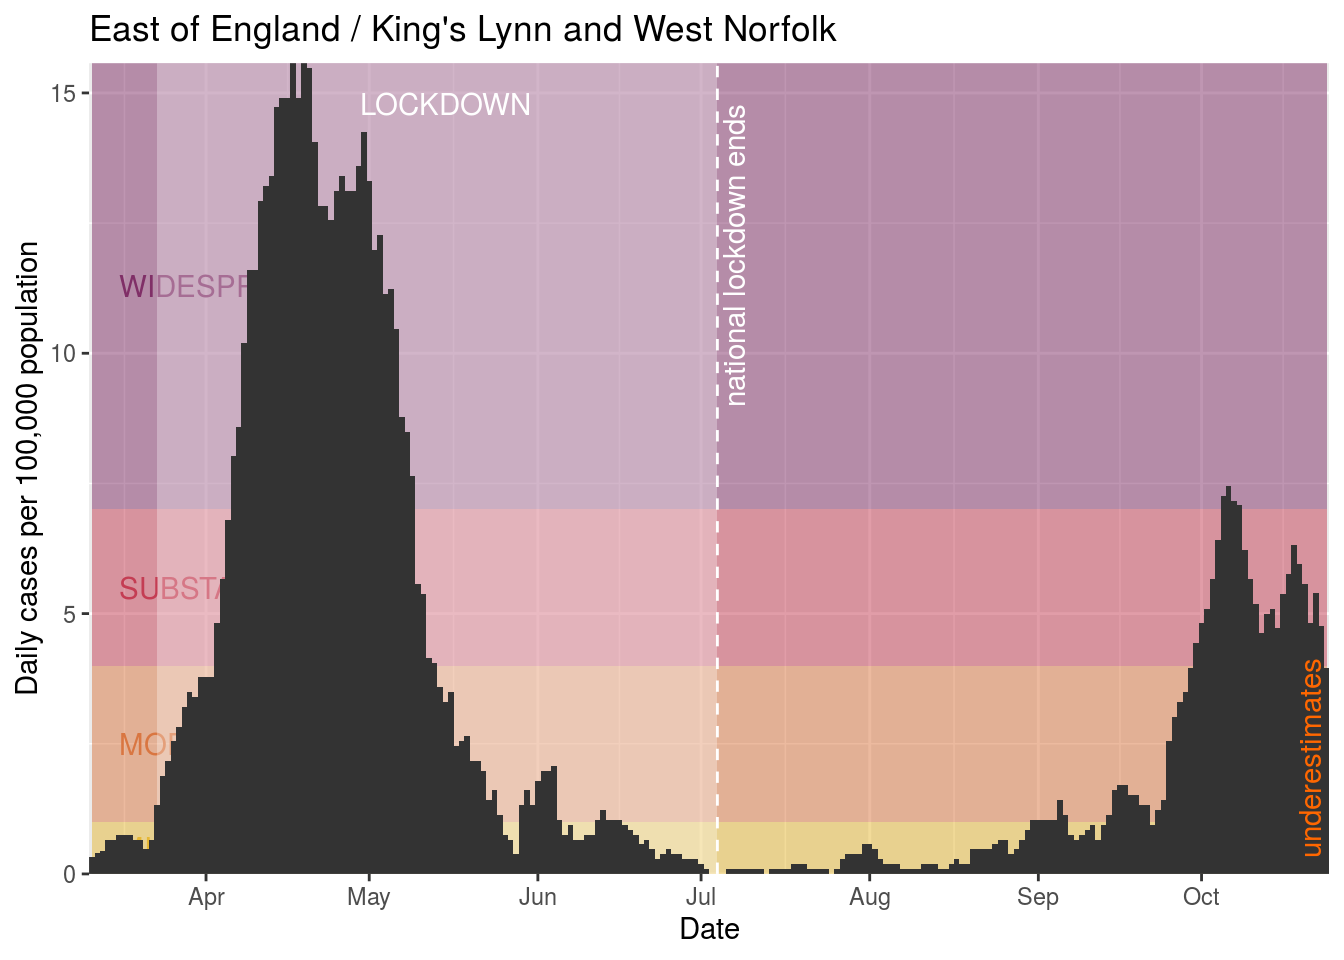 East of England / King's Lynn and West Norfolk
15
10
5
0
Daily cases per 100,000 population
LOCKDOWN
national lockdown ends
WIDESPR
SUBSTA
MOD
underestimates
Apr
May
Jun
Jul
Aug
Sep
Oct
Date